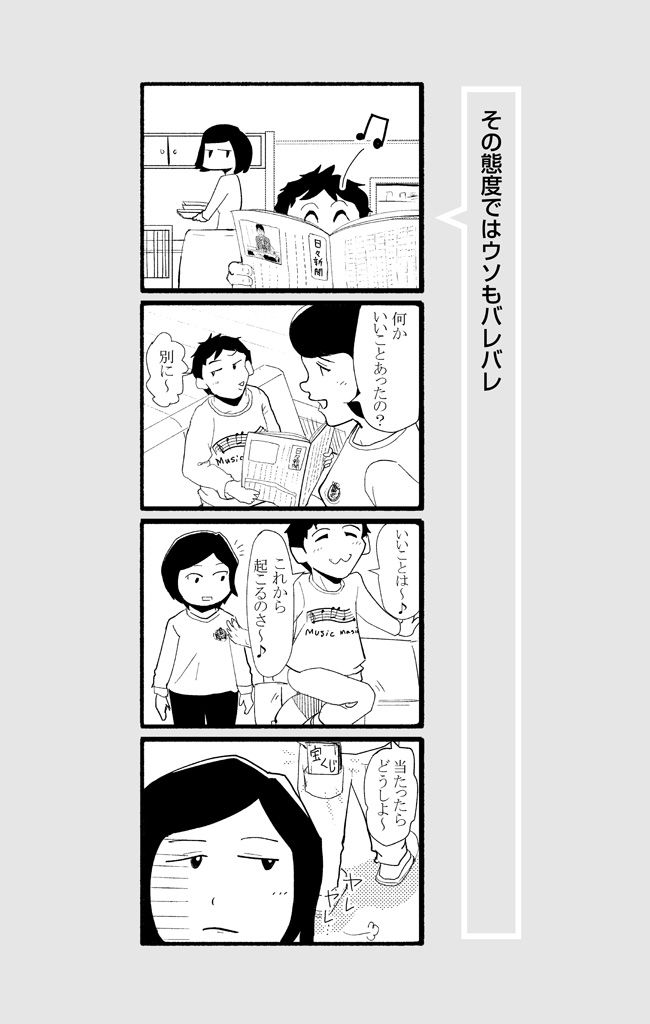 その態度ではウソもバレバレ
日々新聞
何か
いいことあったの？
別に～
Music
日々新聞
いいことは～♪
これから
起こるのさ～♪
Music
当たったら
どうしよ～
宝くじ
ヤレ
ヤレ…